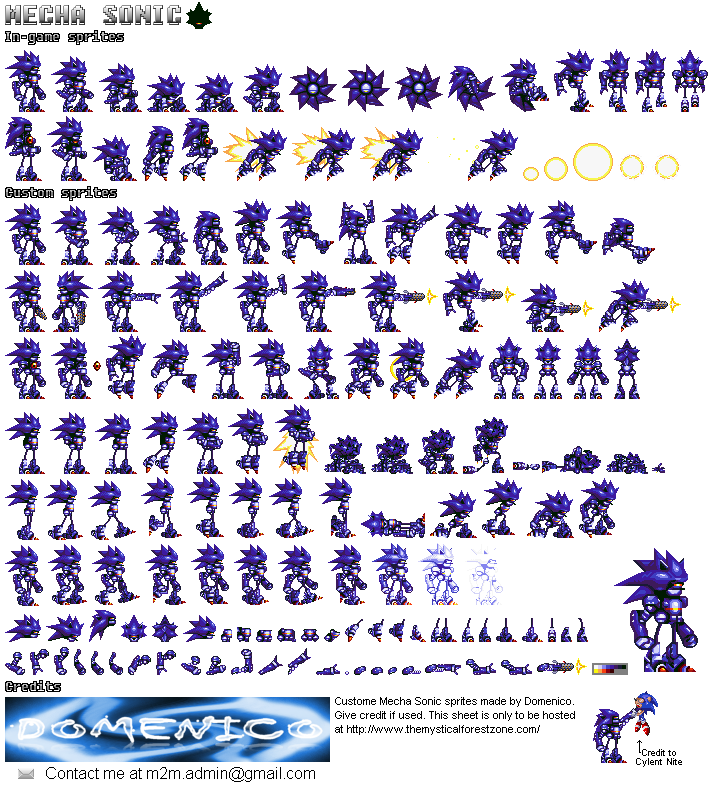 MECHA SONIC
In-game sprites
Custom sprites
Credits
DOMENICO
Custome Mecha Sonic sprites made by Domenico.
Give credit if used. This sheet is only to be hosted
at http://www.themysticalforestzone.com/
Credit to
Cylent Nite
Contact me at m2m.admin@gmail.com